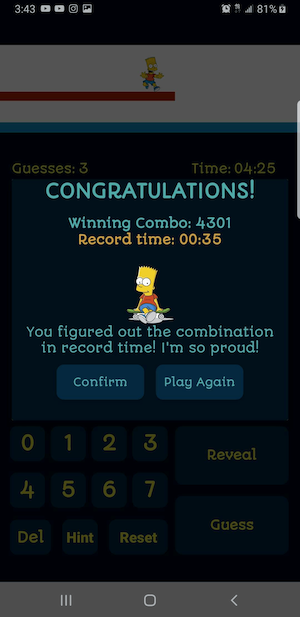 3:43 81%
Guesses: 3 Time: 04:25
CONGRATULATIONS!
Winning Combo: 4301
Record time: 00:35
You figured out the combination
in record time! I'm so proud!
Confirm Play Again
0 1 2 3
Reveal
4 5 6 7
Guess
Del Hint Reset